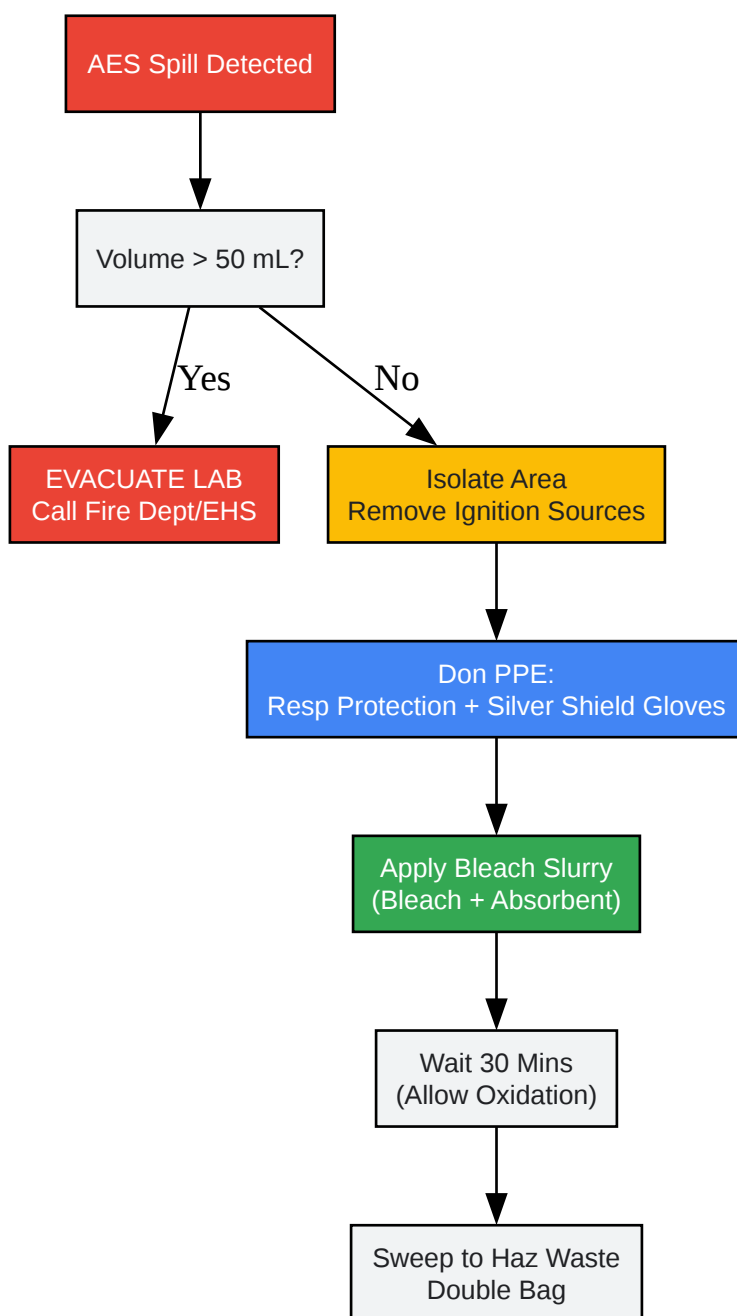 AES Spill Detected
Volume > 50 mL?
Yes
No
EVACUATE LAB
Call Fire Dept/EHS
Isolate Area
Remove Ignition Sources
Don PPE:
Resp Protection + Silver Shield Gloves
Apply Bleach Slurry
(Bleach + Absorbent)
Wait 30 Mins
(Allow Oxidation)
Sweep to Haz Waste
Double Bag